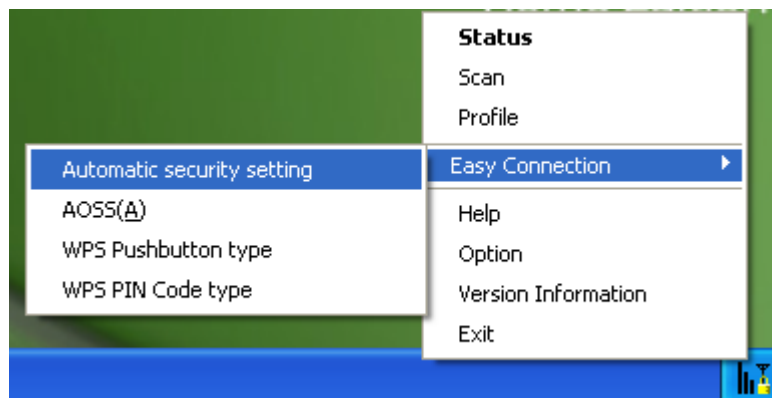 Status
Scan
Profile
Easy Connection
Automatic security setting
AOSS(A)
WPS Pushbutton type
WPS PIN Code type
Help
Option
Version Information
Exit